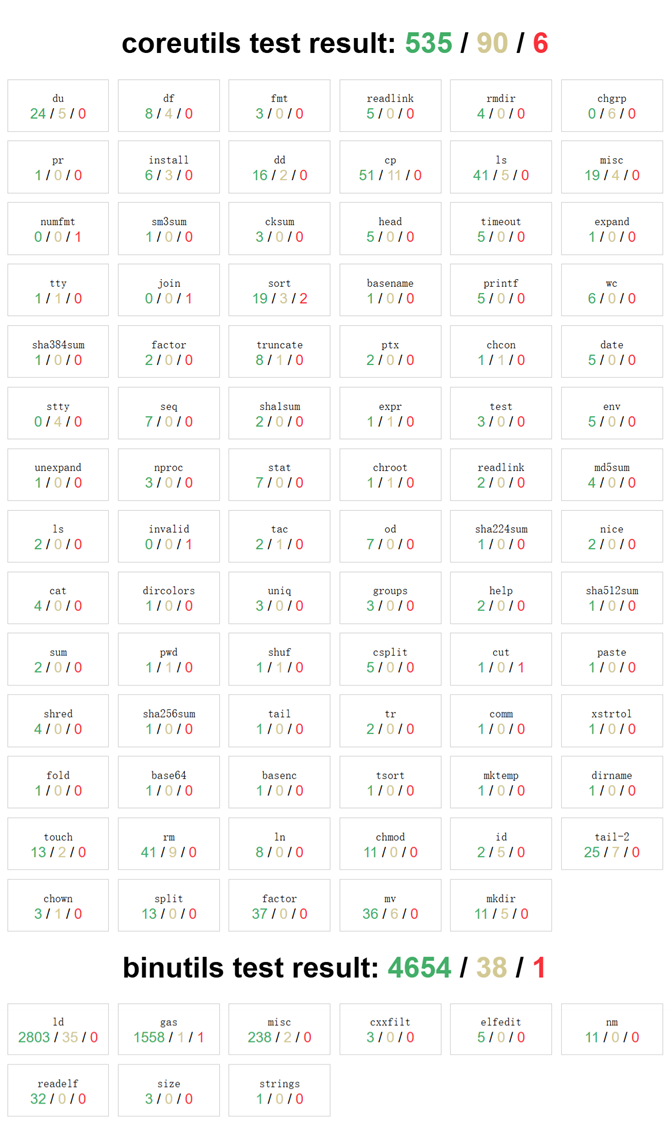 coreutils test result: 535 / 90 / 6
du df fmt readlink rmdir chgrp
24 / 5 / 0 8 / 4 / 0 3 / 0 / 0 5 / 0 / 0 4 / 0 / 0 0 / 6 / 0
pr install dd cp ls misc
1 / 0 / 0 6 / 3 / 0 16 / 2 / 0 51 / 11 / 0 41 / 5 / 0 19 / 4 / 0
numfmt sm3sum cksum head timeout expand
0 / 0 / 1 1 / 0 / 0 3 / 0 / 0 5 / 0 / 0 5 / 0 / 0 1 / 0 / 0
tty join sort basename printf wc
1 / 1 / 0 0 / 0 / 1 19 / 3 / 2 1 / 0 / 0 5 / 0 / 0 6 / 0 / 0
sha384sum factor truncate ptx chcon date
1 / 0 / 0 2 / 0 / 0 8 / 1 / 0 2 / 0 / 0 1 / 1 / 0 5 / 0 / 0
stty seq sha1sum expr test env
0 / 4 / 0 7 / 0 / 0 2 / 0 / 0 1 / 1 / 0 3 / 0 / 0 5 / 0 / 0
unexpand nproc stat chroot readlink md5sum
1 / 0 / 0 3 / 0 / 0 7 / 0 / 0 1 / 1 / 0 2 / 0 / 0 4 / 0 / 0
ls invalid tac od sha224sum nice
2 / 0 / 0 0 / 0 / 1 2 / 1 / 0 7 / 0 / 0 1 / 0 / 0 2 / 0 / 0
cat dircolors uniq groups help sha512sum
4 / 0 / 0 1 / 0 / 0 3 / 0 / 0 3 / 0 / 0 2 / 0 / 0 1 / 0 / 0
sum pwd shuf csplit cut paste
2 / 0 / 0 1 / 1 / 0 1 / 1 / 0 5 / 0 / 0 1 / 0 / 1 1 / 0 / 0
shred sha256sum tail tr comm xstrtol
4 / 0 / 0 1 / 0 / 0 1 / 0 / 0 2 / 0 / 0 1 / 0 / 0 1 / 0 / 0
fold base64 basenc tsort mktemp dirname
1 / 0 / 0 1 / 0 / 0 1 / 0 / 0 1 / 0 / 0 1 / 0 / 0 1 / 0 / 0
touch rm ln chmod id tail-2
13 / 2 / 0 41 / 9 / 0 8 / 0 / 0 11 / 0 / 0 2 / 5 / 0 25 / 7 / 0
chown split factor mv mkdir
3 / 1 / 0 13 / 0 / 0 37 / 0 / 0 36 / 6 / 0 11 / 5 / 0
binutils test result: 4654 / 38 / 1
ld gas misc cxxfilt elfedit nm
2803 / 35 / 0 1558 / 1 / 1 238 / 2 / 0 3 / 0 / 0 5 / 0 / 0 11 / 0 / 0
readelf size strings
32 / 0 / 0 3 / 0 / 0 1 / 0 / 0